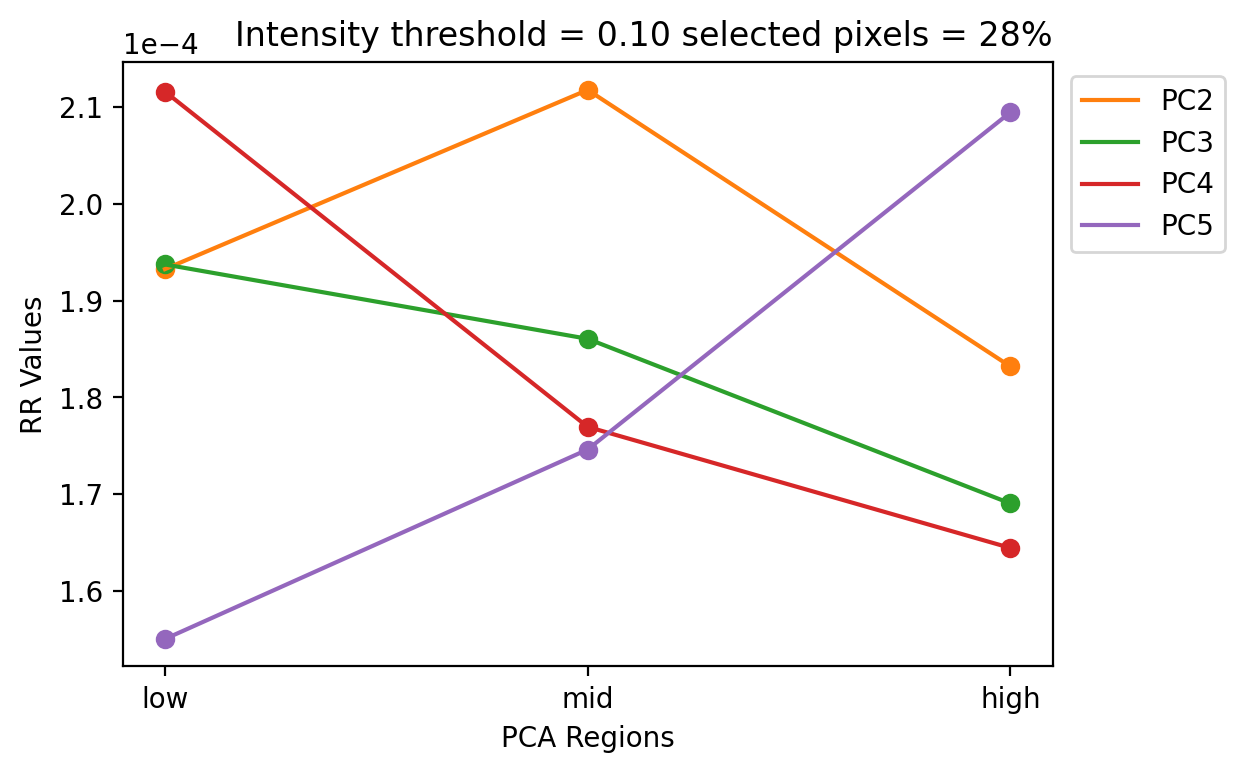 1e−4
Intensity threshold = 0.10 selected pixels = 28%
2.1
2.0
1.9
1.8
1.7
1.6
RR Values
low
mid
high
PCA Regions
PC2
PC3
PC4
PC5